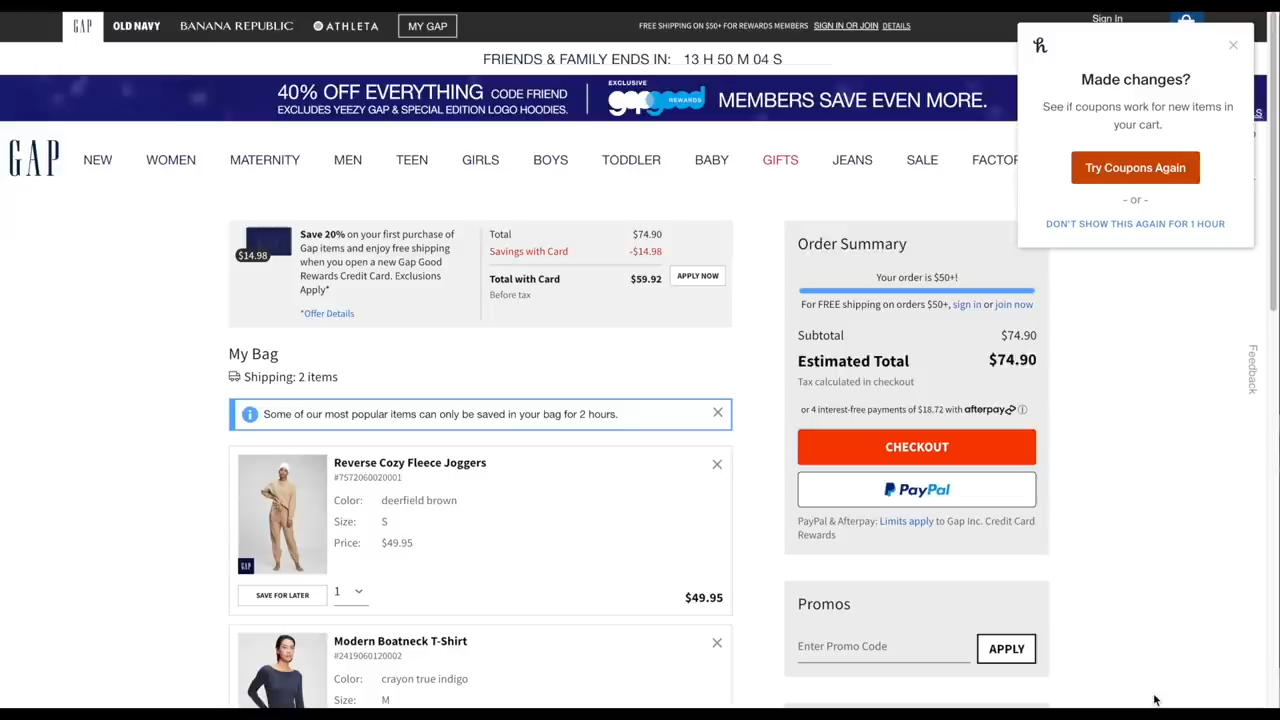 GAP
OLD NAVY
BANANA REPUBLIC
ATHLETA
MY GAP
FREE SHIPPING ON $50+ FOR REWARDS MEMBERS SIGN IN OR JOIN DETAILS
Sign In
FRIENDS & FAMILY ENDS IN: 13 H 50 M 04 S
40% OFF EVERYTHING CODE FRIEND
EXCLUDES YEEZY GAP & SPECIAL EDITION LOGO HOODIES.
EXCLUSIVE
gapgood REWARDS
MEMBERS SAVE EVEN MORE.
GAP
NEW
WOMEN
MATERNITY
MEN
TEEN
GIRLS
BOYS
TODDLER
BABY
GIFTS
JEANS
SALE
FACTOR
h
Made changes?
See if coupons work for new items in
your cart.
Try Coupons Again
- or -
DON'T SHOW THIS AGAIN FOR 1 HOUR
$14.98
Save 20% on your first purchase of
Gap items and enjoy free shipping
when you open a new Gap Good
Rewards Credit Card. Exclusions
Apply*
*Offer Details
Total $74.90
Savings with Card -$14.98
Total with Card $59.92
Before tax
APPLY NOW
My Bag
Shipping: 2 items
Some of our most popular items can only be saved in your bag for 2 hours.
Reverse Cozy Fleece Joggers
#7572060020001
Color: deerfield brown
Size: S
Price: $49.95
GAP
SAVE FOR LATER
1
$49.95
Modern Boatneck T-Shirt
#2419060120002
Color: crayon true indigo
Size: M
Order Summary
Your order is $50+!
For FREE shipping on orders $50+, sign in or join now
Subtotal $74.90
Estimated Total $74.90
Tax calculated in checkout
or 4 interest-free payments of $18.72 with afterpay
CHECKOUT
PayPal
PayPal & Afterpay: Limits apply to Gap Inc. Credit Card
Rewards
Promos
Enter Promo Code
APPLY
Feedback